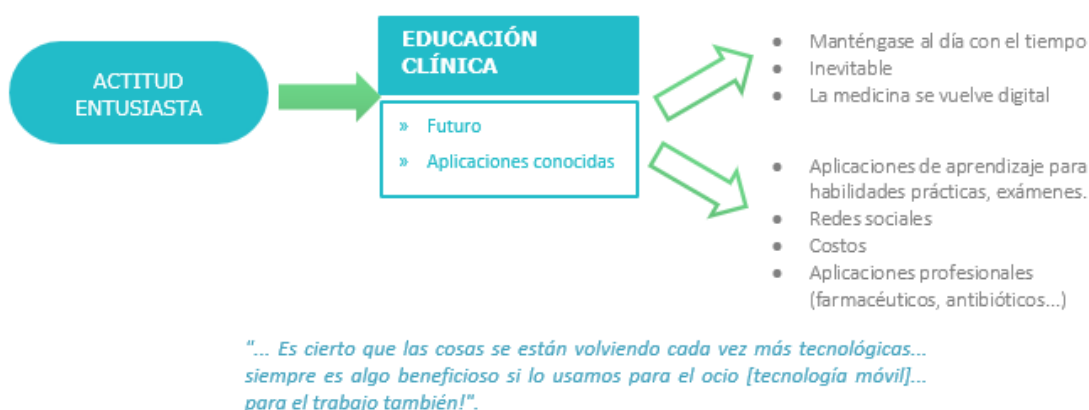 ACTITUD
ENTUSIASTA
EDUCACIÓN
CLÍNICA
» Futuro
» Aplicaciones conocidas
● Manténgase al día con el tiempo
● Inevitable
● La medicina se vuelve digital
● Aplicaciones de aprendizaje para
habilidades prácticas, exámenes.
● Redes sociales
● Costos
● Aplicaciones profesionales
(farmacéuticos, antibióticos...)
"... Es cierto que las cosas se están volviendo cada vez más tecnológicas...
siempre es algo beneficioso si lo usamos para el ocio [tecnología móvil]...
para el trabajo también!".